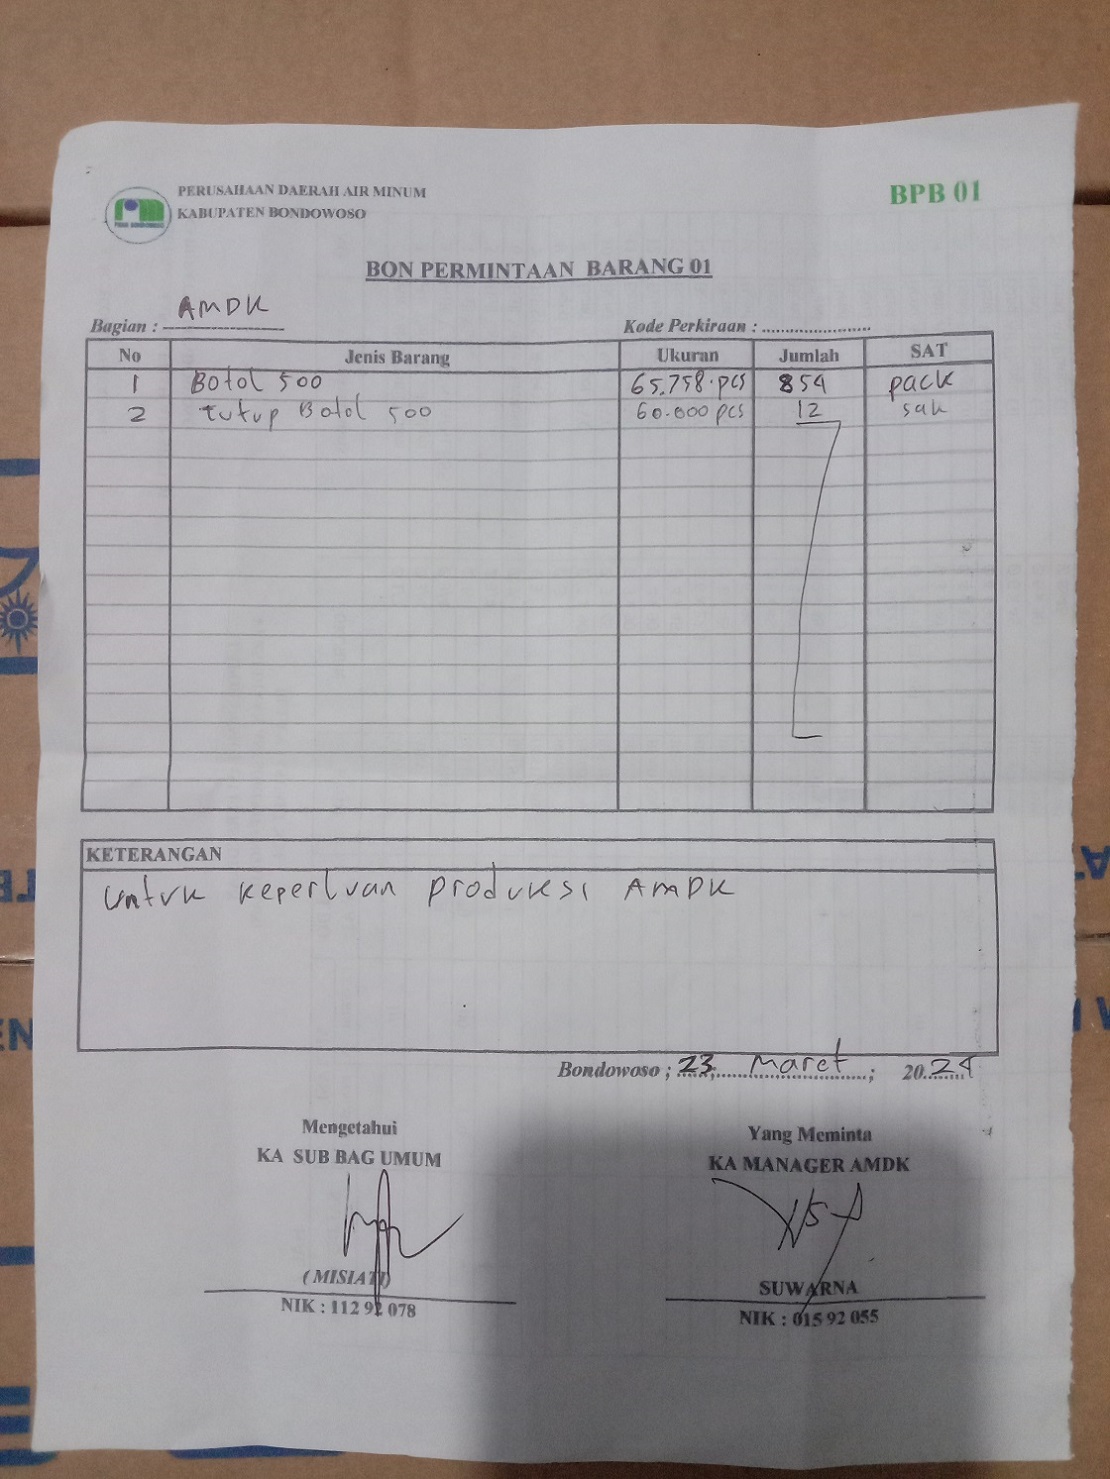 PERUSAHAAN DAERAH AIR MINUM
KABUPATEN BONDOWOSO
BPB 01
BON PERMINTAAN BARANG 01
Bagian : AMDK
Kode Perkiraan : ........................
No Jenis Barang Ukuran Jumlah SAT
1 Botol 500 65.758.pcs 854 pack
2 tutup Botol 500 60.000 pcs 12 sak
KETERANGAN
untuk keperluan produksi AMDK
Bondowoso ; 23, Maret ; 20 24
Mengetahui
KA SUB BAG UMUM
(MISIATI)
NIK : 112 92 078
Yang Meminta
KA MANAGER AMDK
SUWARNA
NIK : 015 92 055